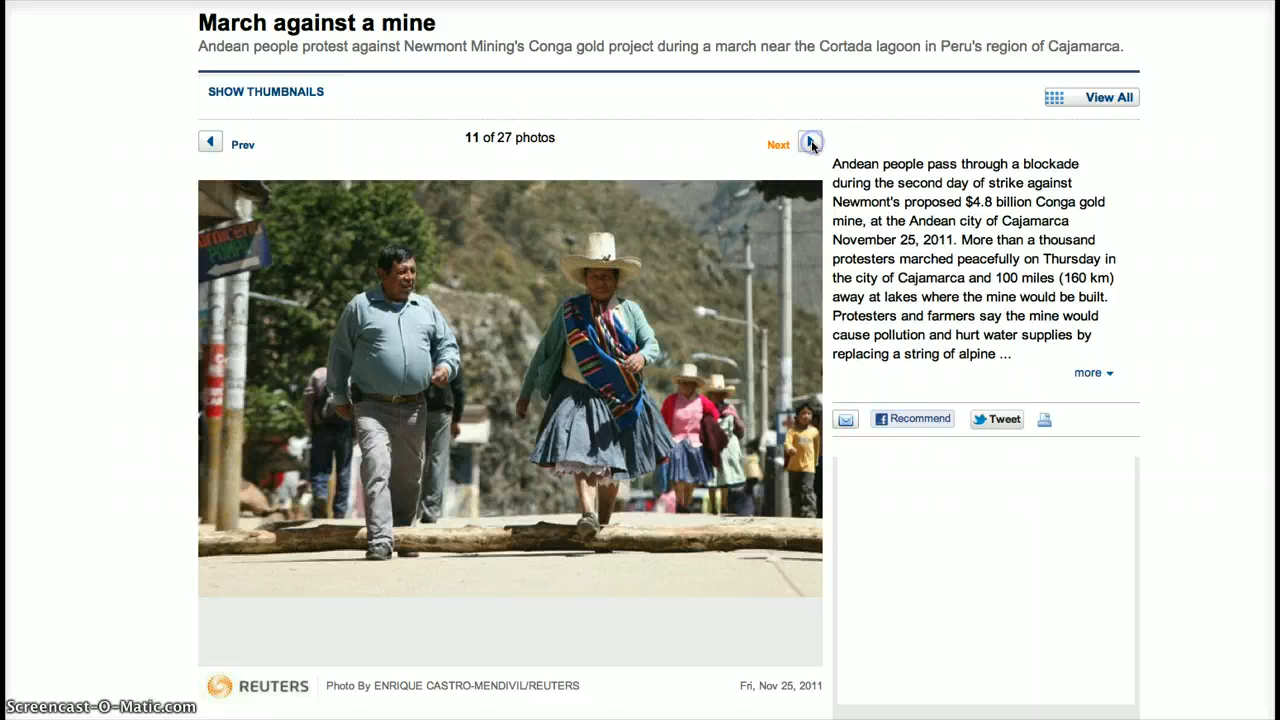 March against a mine
Andean people protest against Newmont Mining's Conga gold project during a march near the Cortada lagoon in Peru's region of Cajamarca.
SHOW THUMBNAILS
View All
Prev
11 of 27 photos
Next
Andean people pass through a blockade
during the second day of strike against
Newmont's proposed $4.8 billion Conga gold
mine, at the Andean city of Cajamarca
November 25, 2011. More than a thousand
protesters marched peacefully on Thursday in
the city of Cajamarca and 100 miles (160 km)
away at lakes where the mine would be built.
Protesters and farmers say the mine would
cause pollution and hurt water supplies by
replacing a string of alpine ...
more
Recommend
Tweet
REUTERS
Photo By ENRIQUE CASTRO-MENDIVIL/REUTERS
Fri, Nov 25, 2011
Screencast-O-Matic.com